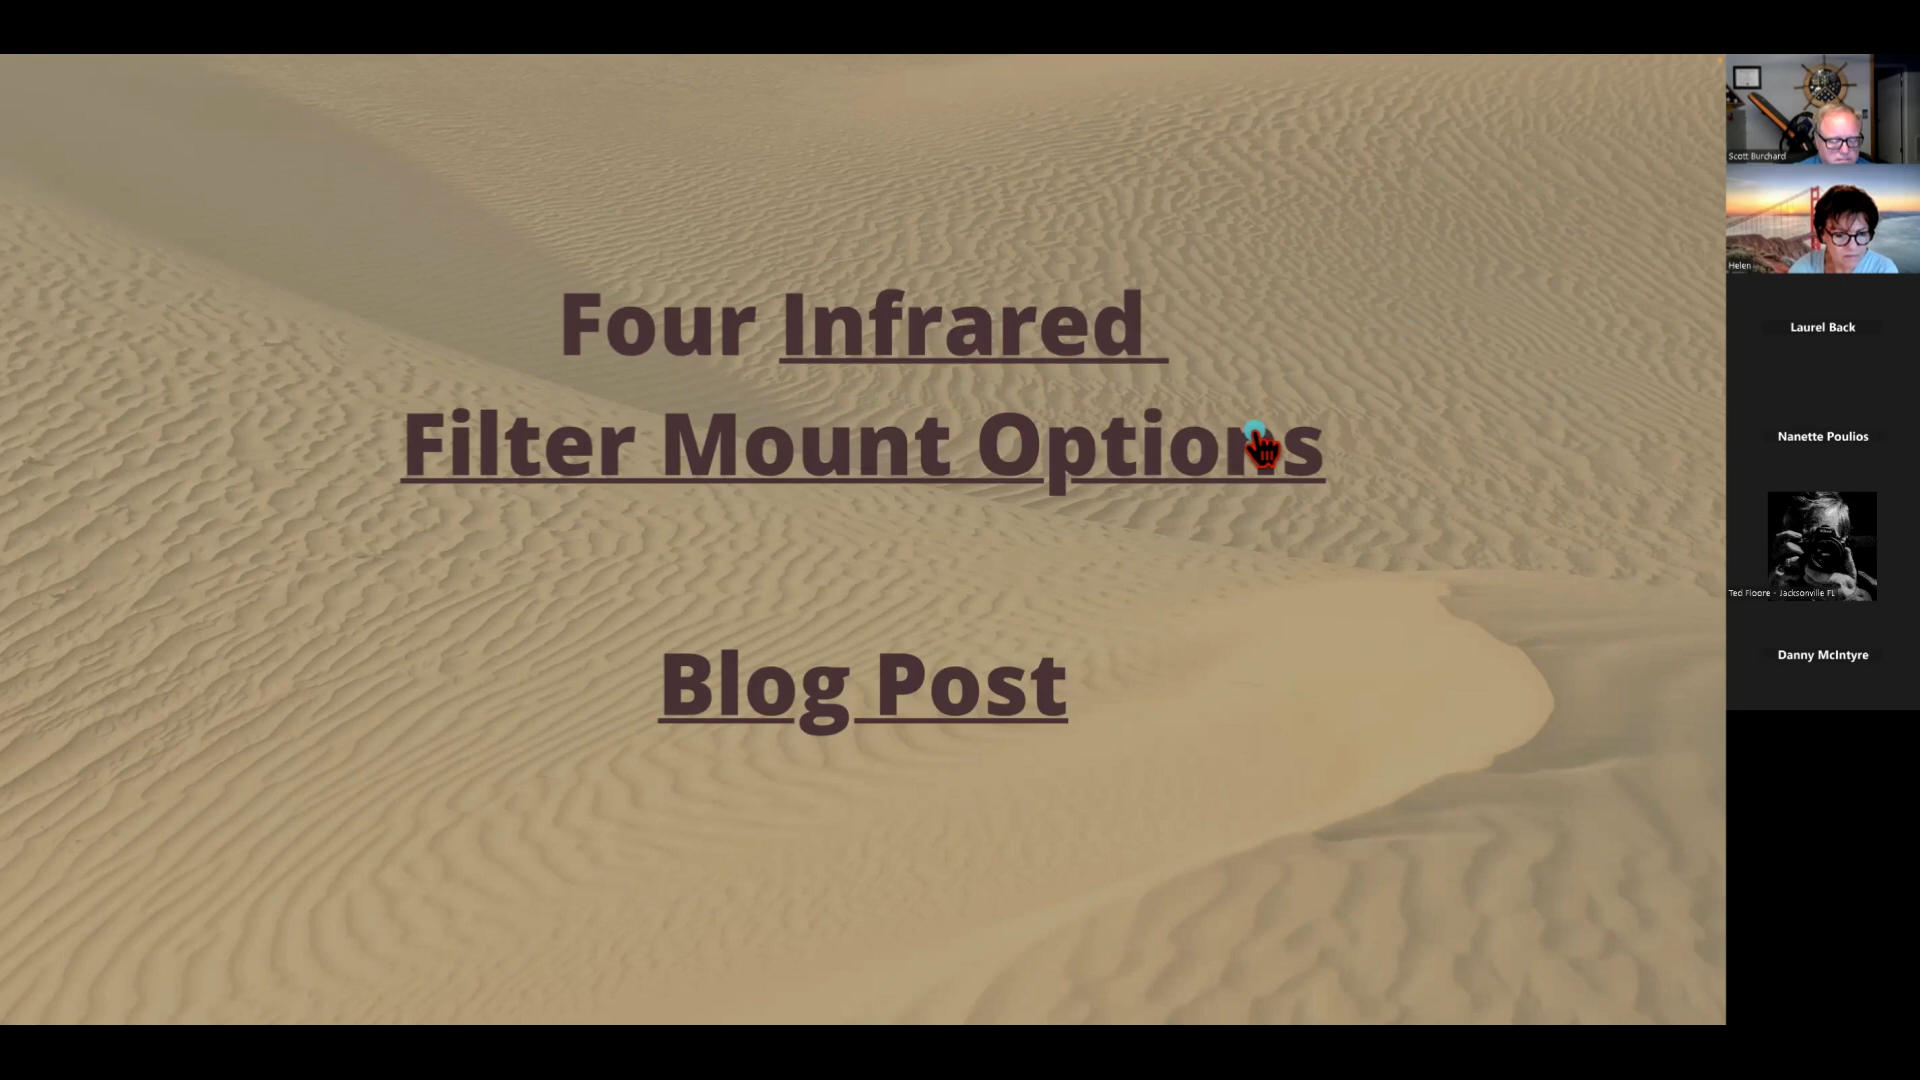 Four Infrared
Filter Mount Options
Blog Post
Scott Burchard
Helen
Laurel Back
Nanette Poulios
Ted Floore - Jacksonville FL
Danny McIntyre